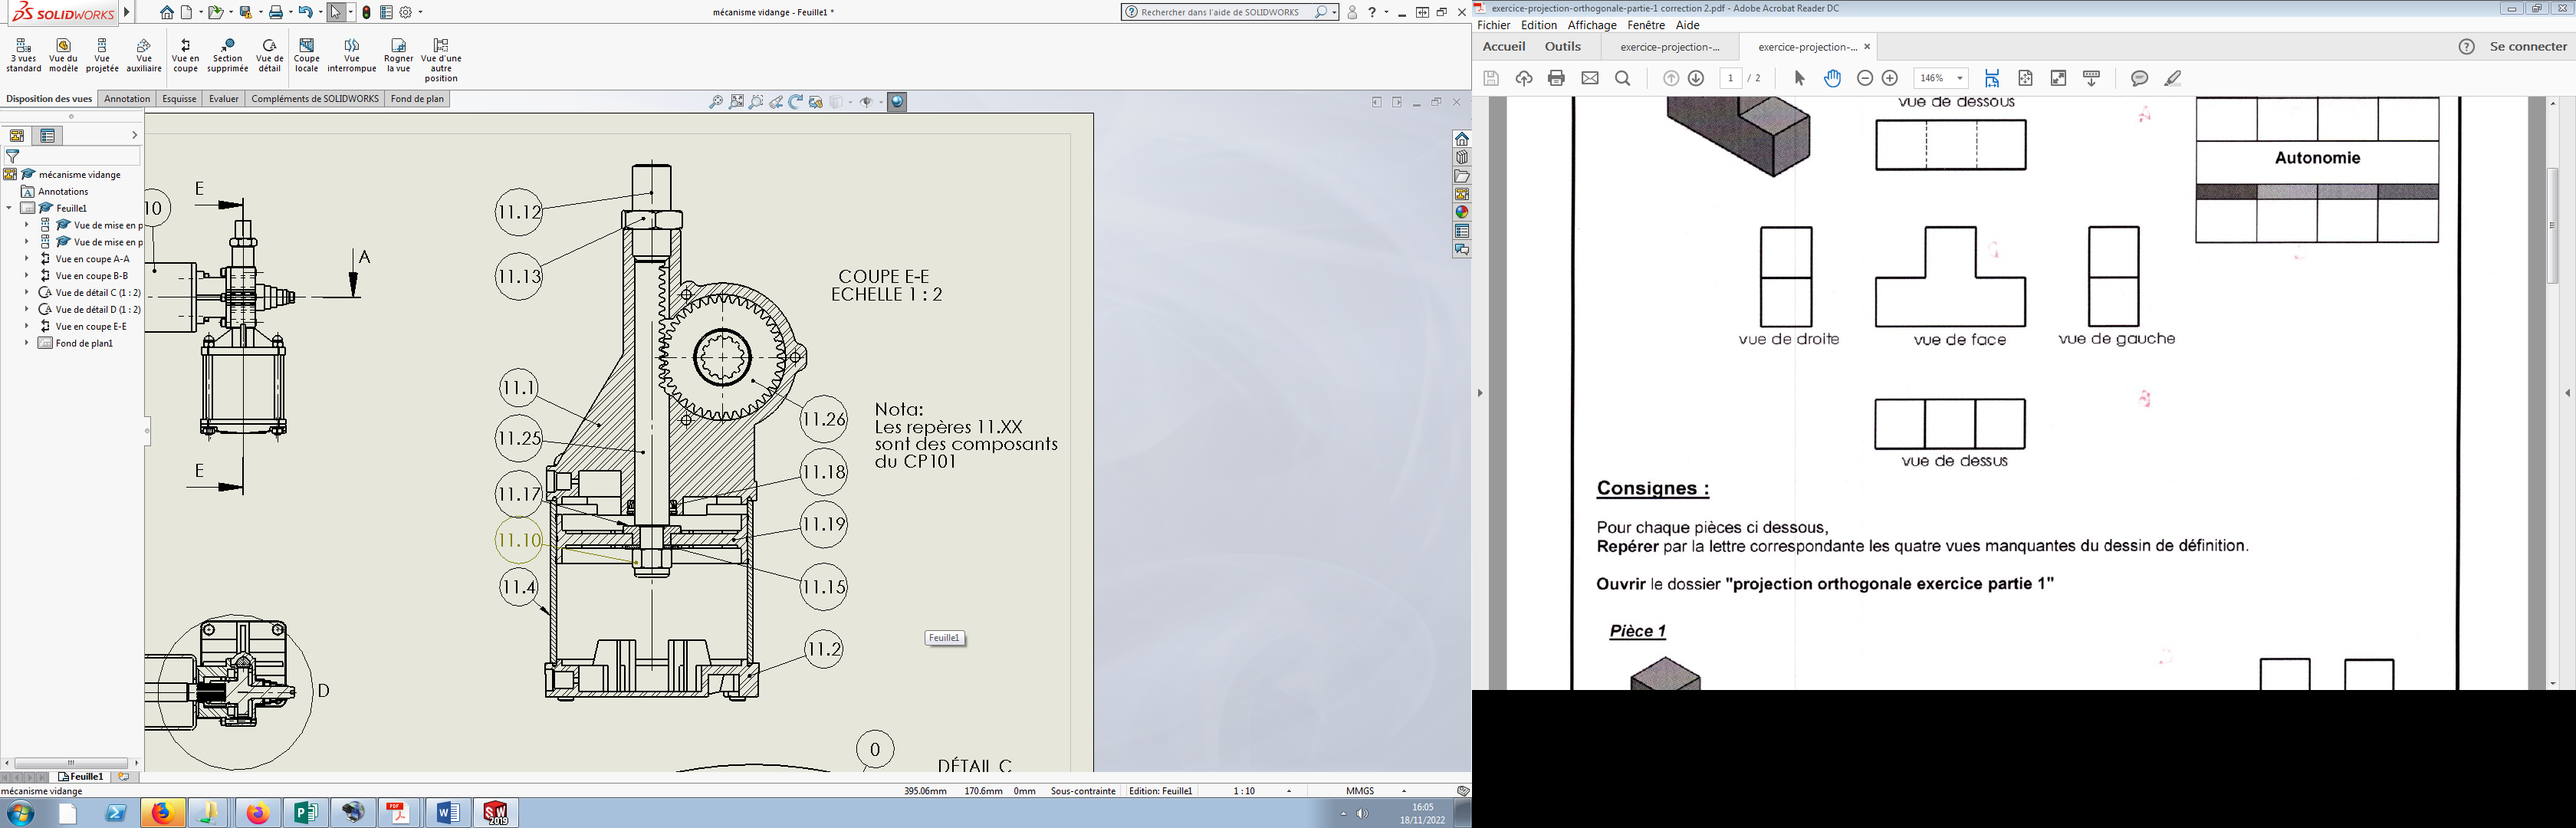 SOLIDWORKS
mécanisme vidange - Feuille1 *
Rechercher dans l'aide de SOLIDWORKS
3 vues standard
Vue du modèle
Vue projetée
Vue auxiliaire
Vue en coupe
Section supprimée
Vue de détail
Coupe locale
Vue interrompue
Rogner la vue
Vue d'une autre position
Disposition des vues
Annotation
Esquisse
Evaluer
Compléments de SOLIDWORKS
Fond de plan
mécanisme vidange
Annotations
Feuille1
Vue de mise en p
Vue de mise en p
Vue en coupe A-A
Vue en coupe B-B
Vue de détail C (1 : 2)
Vue de détail D (1 : 2)
Vue en coupe E-E
Fond de plan1
10
E
A
E
D
11.12
11.13
COUPE E-E
ECHELLE 1 : 2
11.1
11.25
11.17
11.10
11.4
11.26
11.18
11.19
11.15
11.2
Nota:
Les repères 11.XX
sont des composants
du CP101
Feuille1
0
DÉTAIL C
Feuille1
mécanisme vidange
395.06mm
170.6mm
0mm
Sous-contrainte
Edition: Feuille1
1 : 10
MMGS
16:05
18/11/2022
exercice-projection-orthogonale-partie-1 correction 2.pdf - Adobe Acrobat Reader DC
Fichier Edition Affichage Fenêtre Aide
Accueil
Outils
exercice-projection-...
exercice-projection-... ×
Se connecter
1 / 2
146%
vue de dessous
Autonomie
vue de droite
vue de face
vue de gauche
vue de dessus
Consignes :
Pour chaque pièces ci dessous,
Repérer par la lettre correspondante les quatre vues manquantes du dessin de définition.
Ouvrir le dossier "projection orthogonale exercice partie 1"
Pièce 1